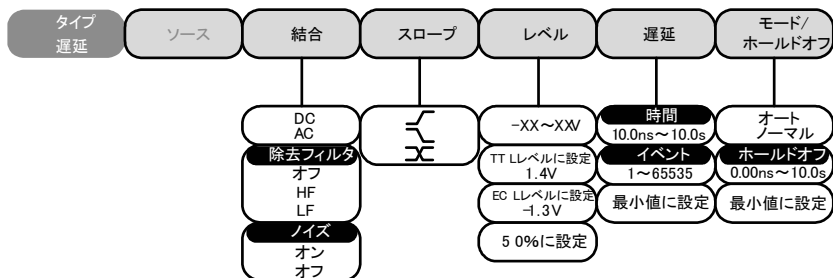 タイプ
遅延
ソース
結合
スロープ
レベル
遅延
モード/
ホールドオフ
DC
AC
除去フィルタ
オフ
HF
LF
ノイズ
オン
オフ
-XX～XXV
TT Lレベルに設定
1.4V
EC Lレベルに設定
-1.3V
5 0%に設定
時間
10.0ns～10.0s
イベント
1～65535
最小値に設定
オート
ノーマル
ホールドオフ
0.00ns～10.0s
最小値に設定